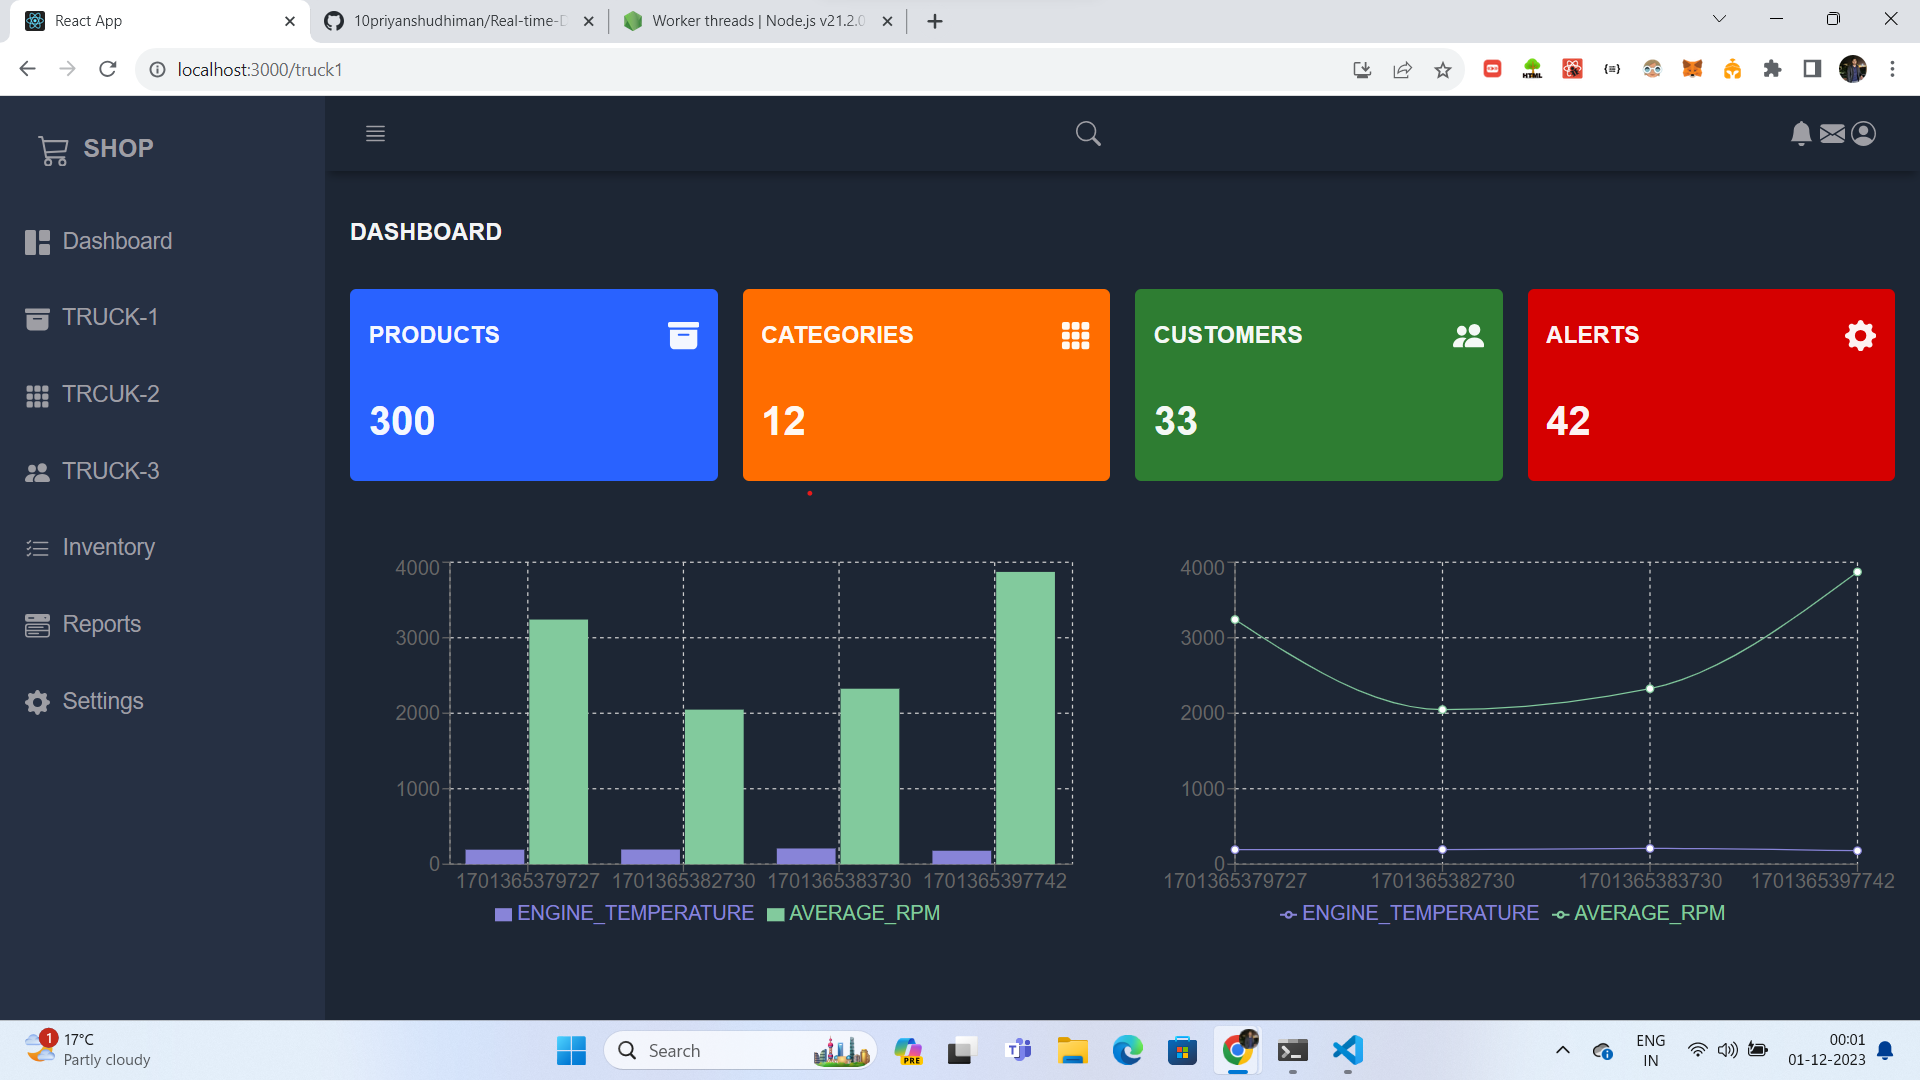 React App
10priyanshudhiman/Real-time-D
Worker threads | Node.js v21.2.0
localhost:3000/truck1
HTML
SHOP
DASHBOARD
Dashboard
TRUCK-1
TRCUK-2
TRUCK-3
Inventory
Reports
Settings
PRODUCTS
300
CATEGORIES
12
CUSTOMERS
33
ALERTS
42
4000
3000
2000
1000
0
1701365379727 1701365382730 1701365383730 1701365397742
ENGINE_TEMPERATURE AVERAGE_RPM
4000
3000
2000
1000
0
1701365379727 1701365382730 1701365383730 1701365397742
ENGINE_TEMPERATURE AVERAGE_RPM
1
17°C
Partly cloudy
Search
PRE
ENG
IN
00:01
01-12-2023